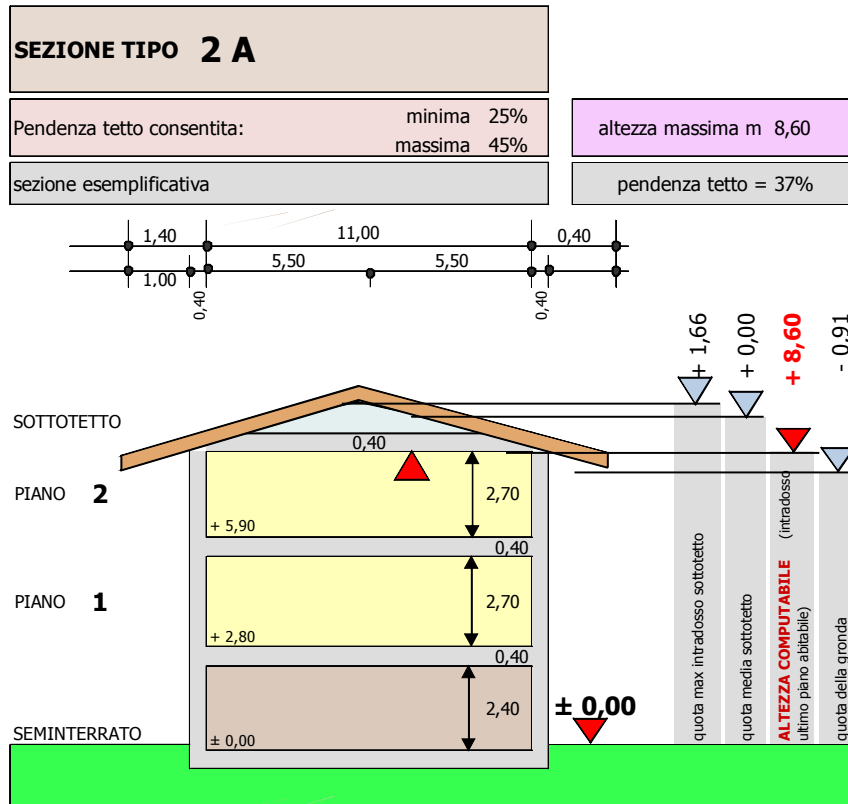 SEZIONE TIPO 2 A
Pendenza tetto consentita:
minima 25%
massima 45%
altezza massima m 8,60
sezione esemplificativa
pendenza tetto = 37%
1,40
11,00
0,40
1,00
5,50
5,50
0,40
0,40
+ 1,66
+ 0,00
+ 8,60
- 0,91
SOTTOTETTO
0,40
PIANO 2
2,70
+ 5,90
0,40
PIANO 1
2,70
+ 2,80
0,40
2,40
± 0,00
SEMINTERRATO
± 0,00
quota max intradosso sottotetto
quota media sottotetto
ALTEZZA COMPUTABILE (intradosso
ultimo piano abitabile)
quota della gronda